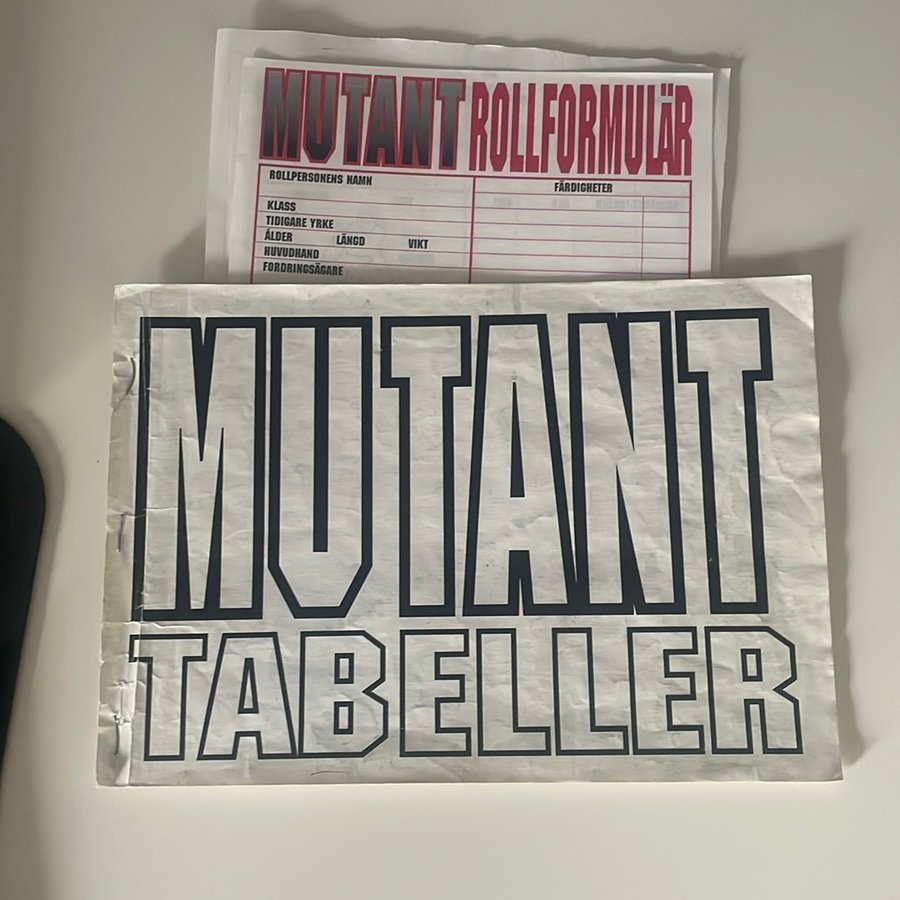 MUTANT ROLLFORMULÄR
ROLLPERSONENS NAMN
FÄRDIGHETER
KLASS
TIDIGARE YRKE
ÅLDER LÄNGD VIKT
HUVUDHAND
FORDRINGSÄGARE
MUTANT
TABELLER